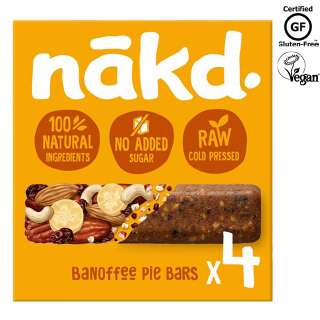 Certified
GF
Gluten-Free
Vegan
nākd.
100%
NATURAL
INGREDIENTS
NO ADDED
SUGAR
RAW
COLD PRESSED
BANOFFEE PIE BARS x4